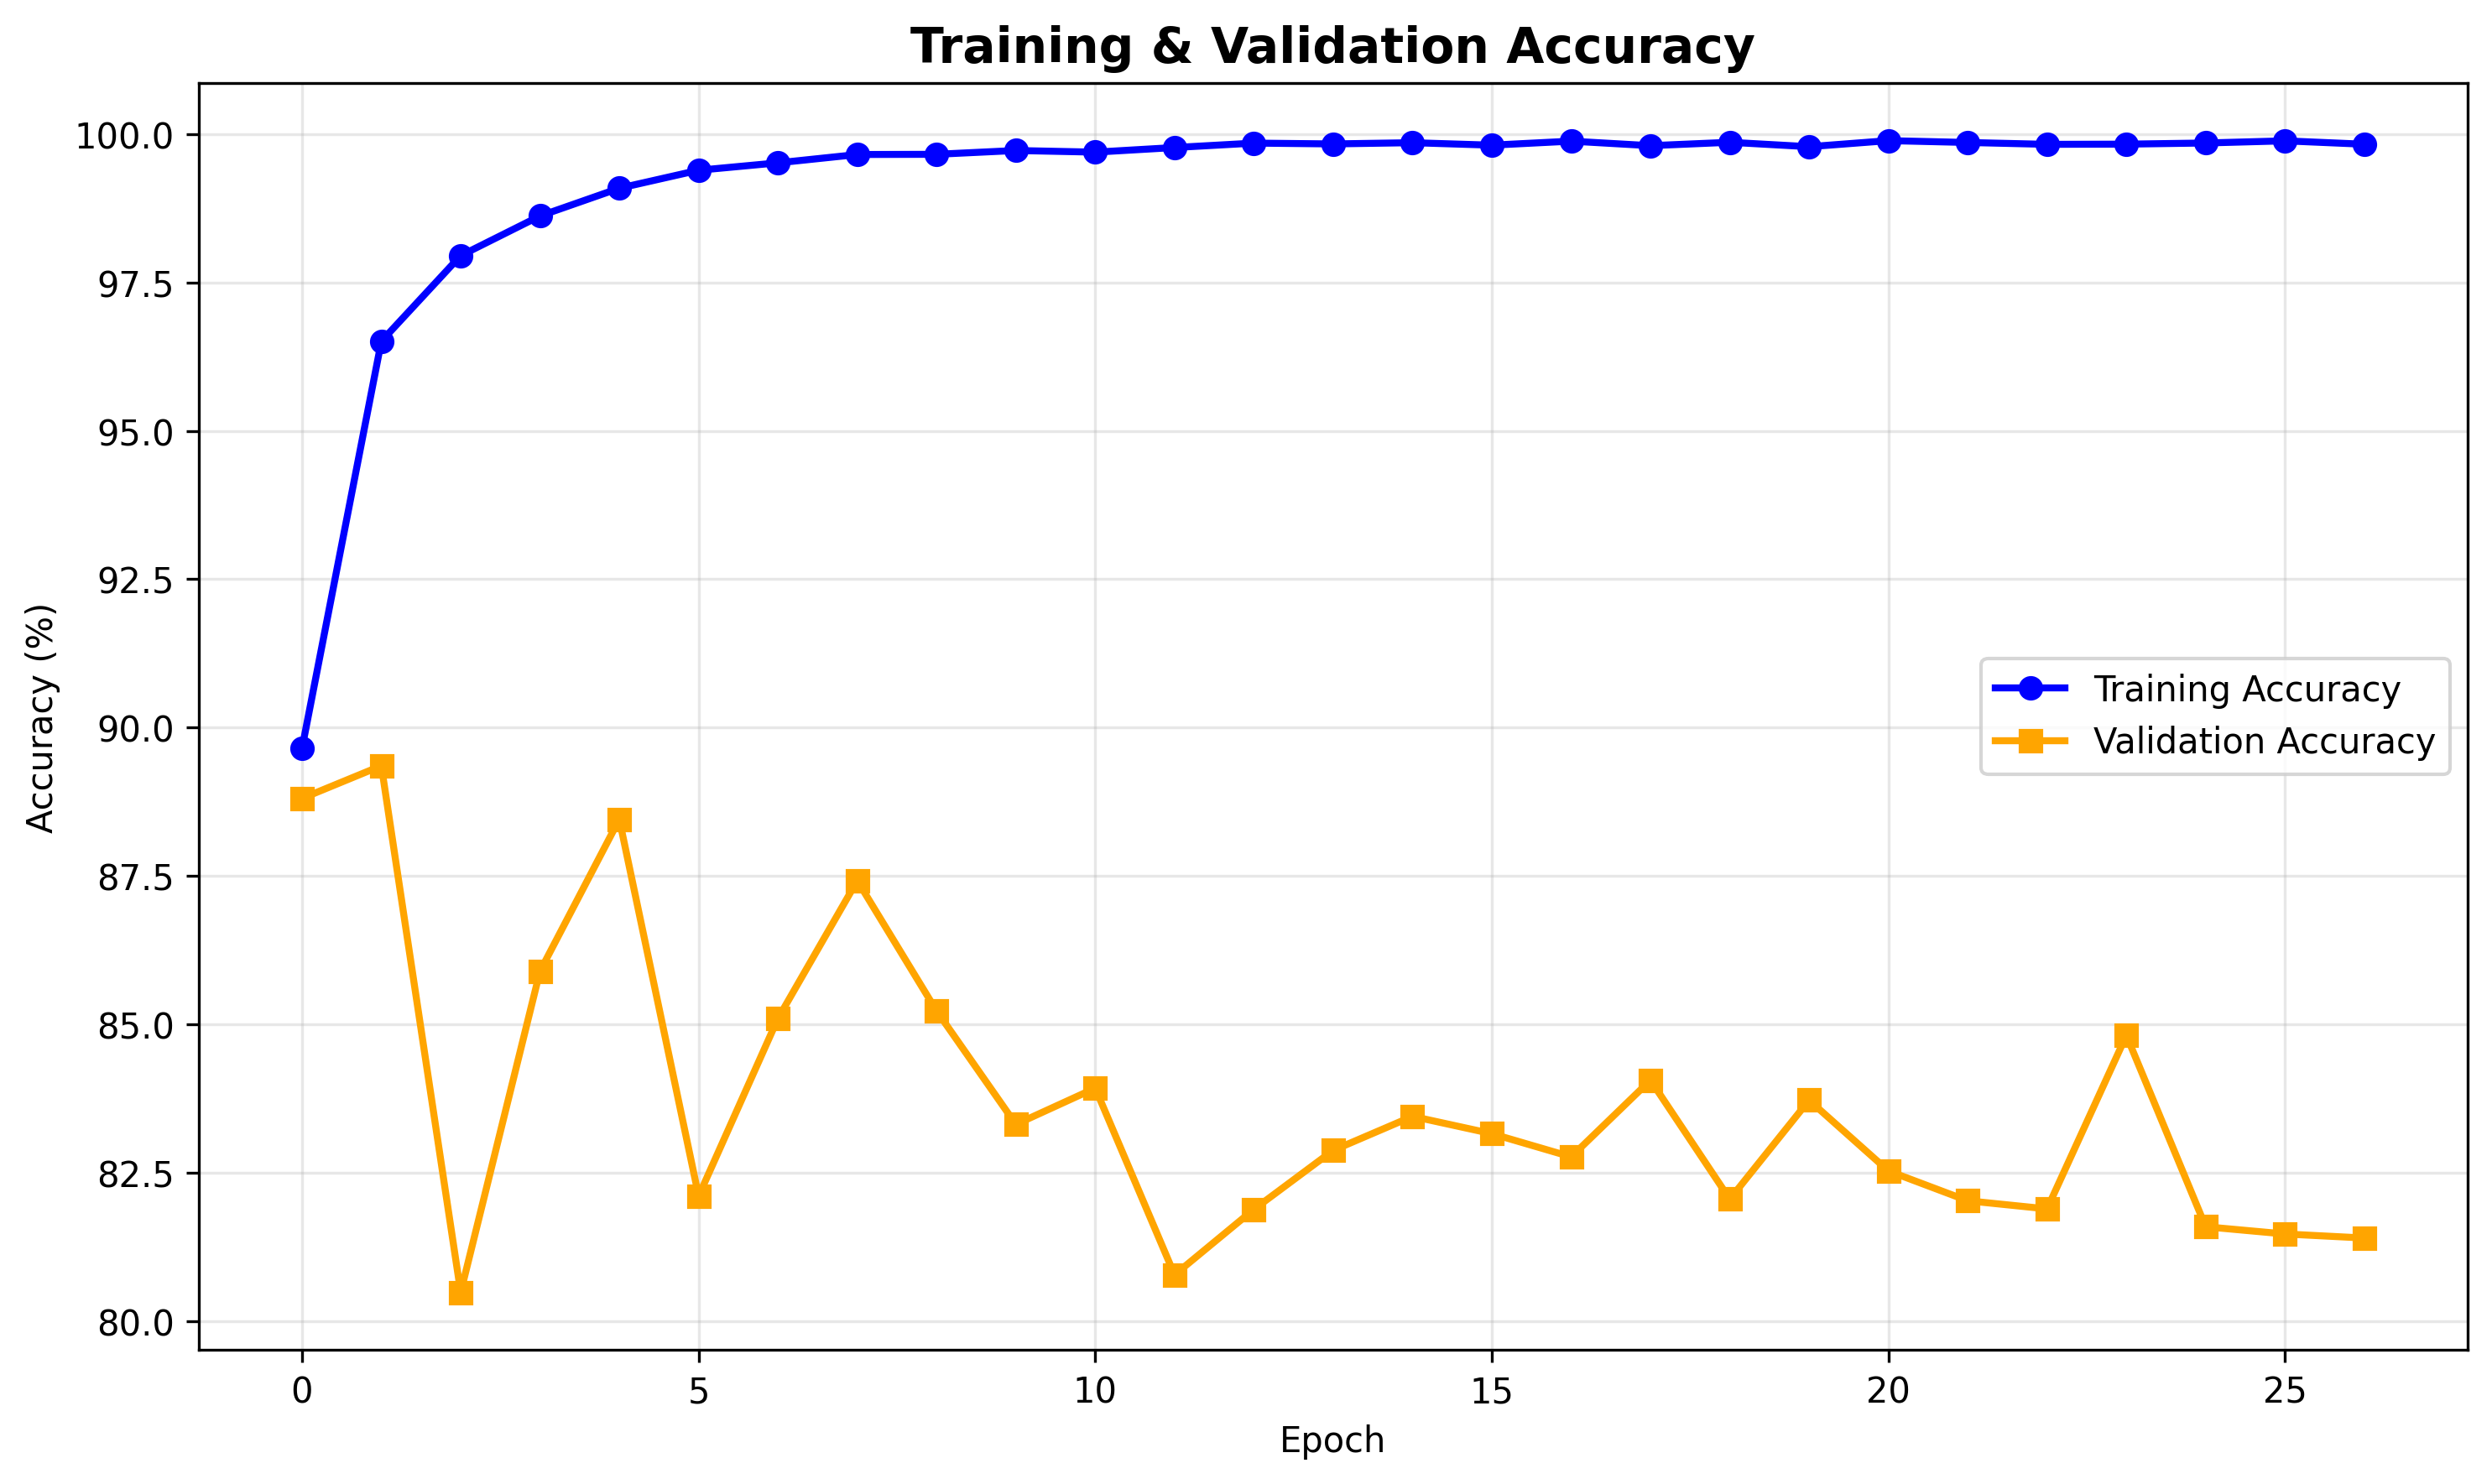 Training & Validation Accuracy
100.0
97.5
95.0
92.5
90.0
87.5
85.0
82.5
80.0
Accuracy (%)
Training Accuracy
Validation Accuracy
0 5 10 15 20 25
Epoch